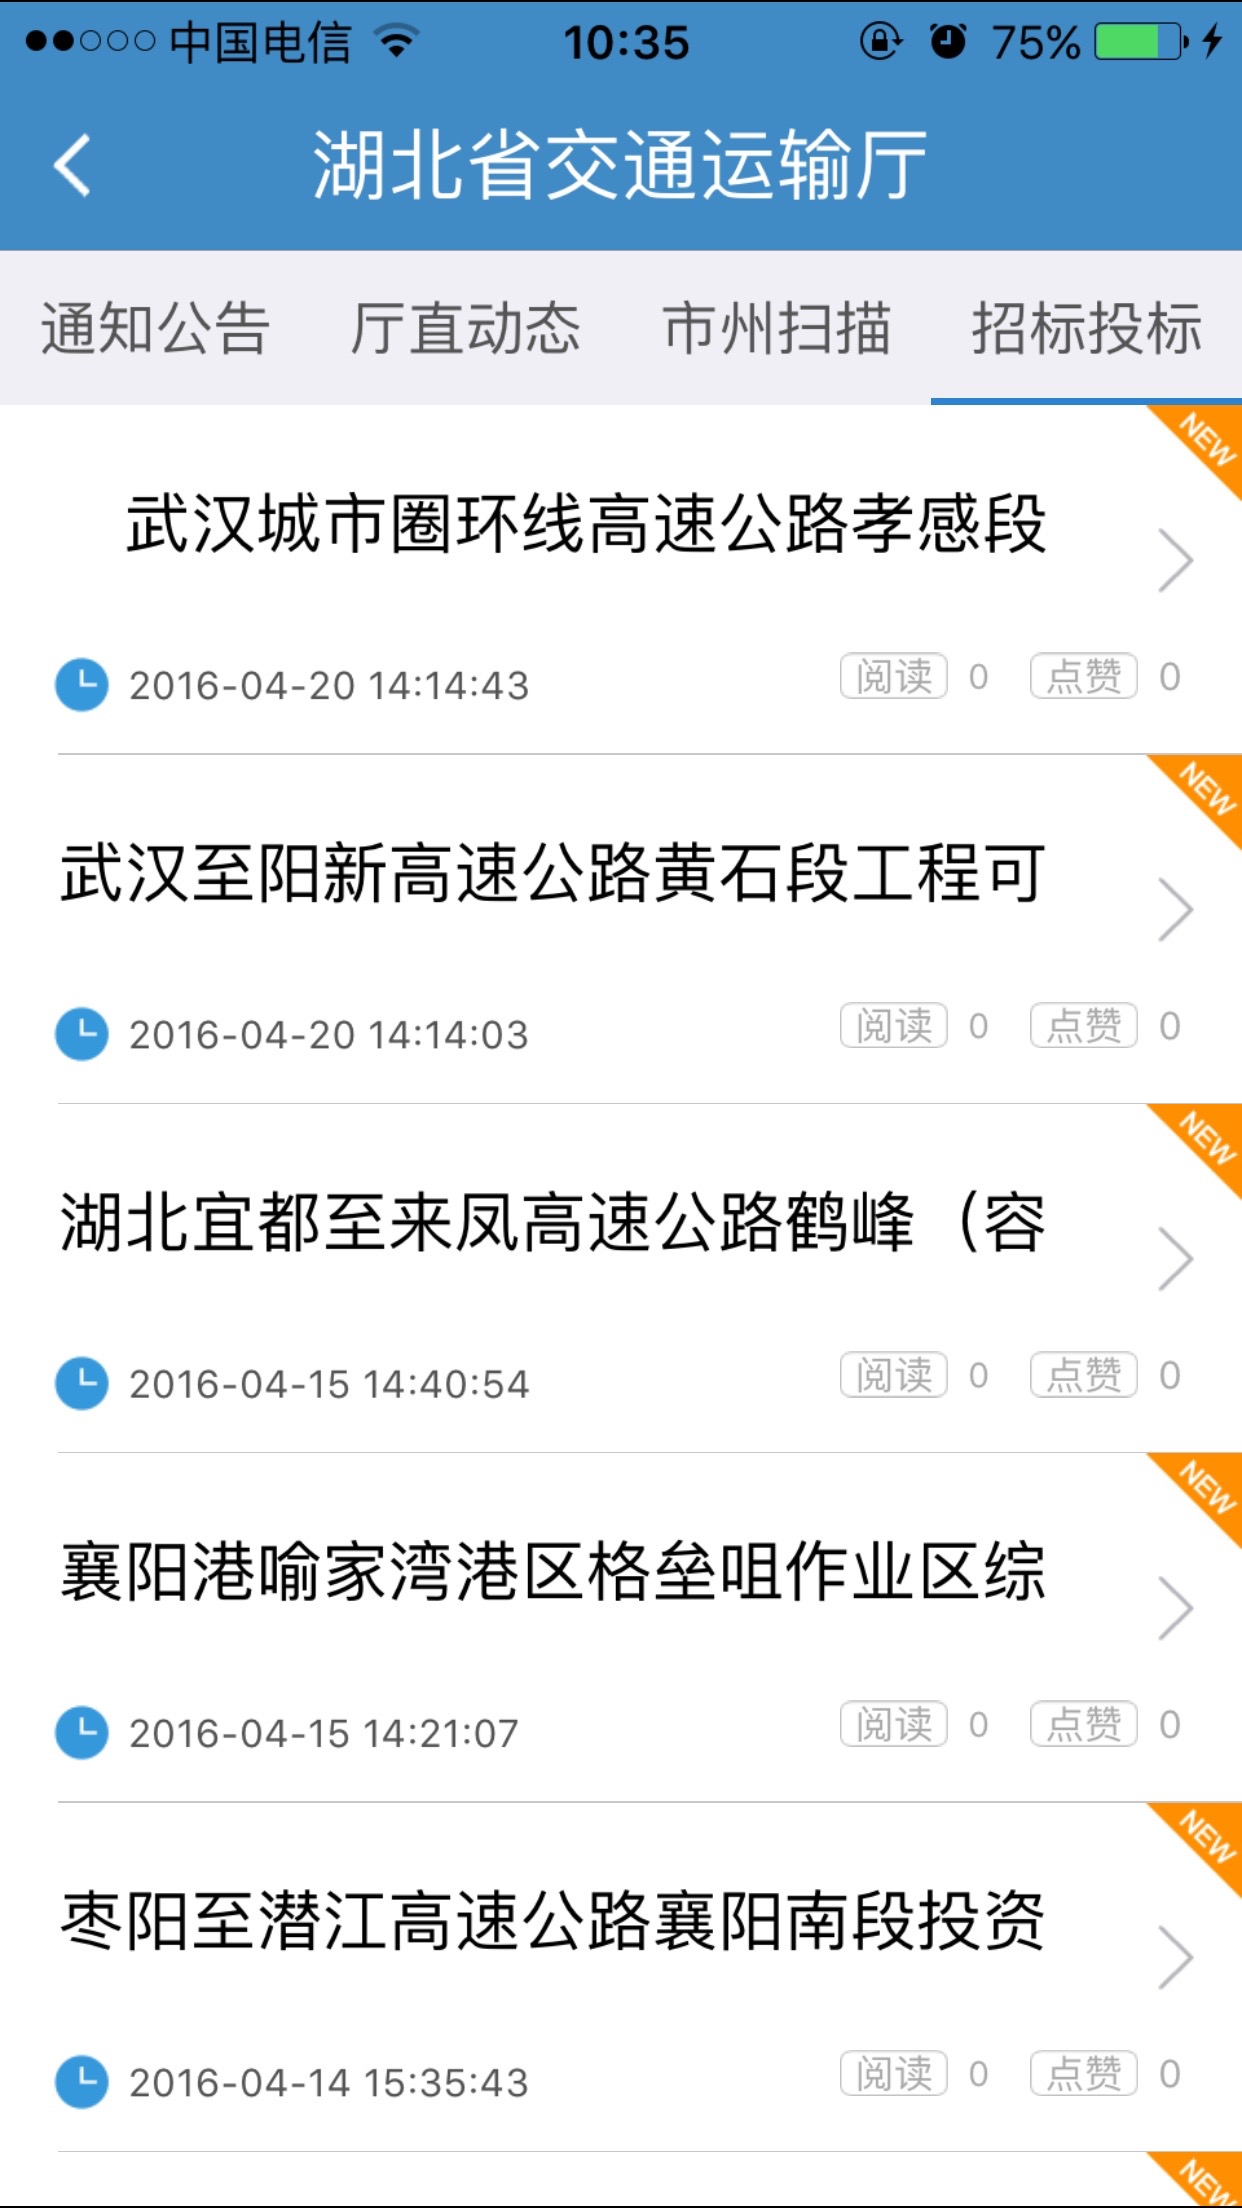 中国电信 10:35 75%
湖北省交通运输厅
通知公告 厅直动态 市州扫描 招标投标
NEW
武汉城市圈环线高速公路孝感段
2016-04-20 14:14:43 阅读 0 点赞 0
NEW
武汉至阳新高速公路黄石段工程可
2016-04-20 14:14:03 阅读 0 点赞 0
NEW
湖北宜都至来凤高速公路鹤峰（容
2016-04-15 14:40:54 阅读 0 点赞 0
NEW
襄阳港喻家湾港区格垒咀作业区综
2016-04-15 14:21:07 阅读 0 点赞 0
NEW
枣阳至潜江高速公路襄阳南段投资
2016-04-14 15:35:43 阅读 0 点赞 0
NEW